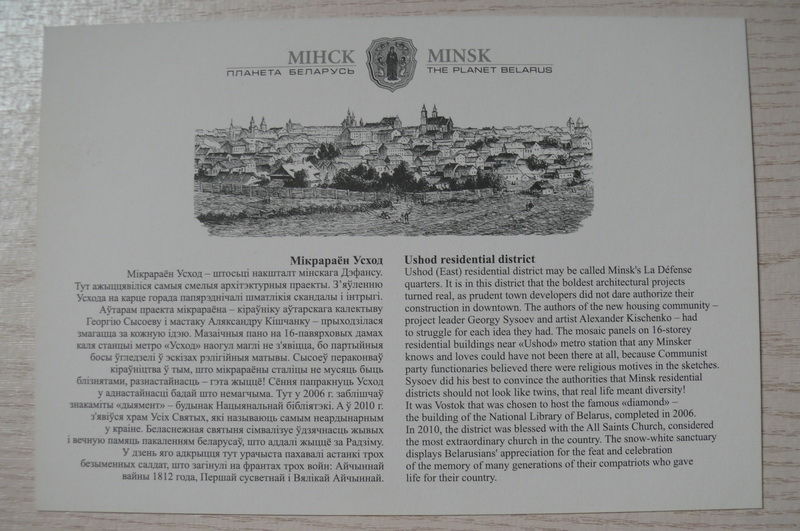 МІНСК
ПЛАНЕТА БЕЛАРУСЬ
MINSK
THE PLANET BELARUS
Мікрараён Усход
Мікрараён Усход – штосьці накшталт мінскага Дэфансу.
Тут ажыццявіліся самыя смелыя архітэктурныя праекты. З'яўленню
Усхода на карце горада папярэднічалі шматлікія скандалы і інтрыгі.
Аўтарам праекта мікрараёна – кіраўніку аўтарскага калектыву
Георгію Сысоеву і мастаку Аляксандру Кішчанку – прыходзілася
змагацца за кожную ідэю. Мазаічныя пано на 16-павярховых дамах
каля станцыі метро «Усход» наогул маглі не з'явіцца, бо партыйныя
босы ўгледзелі ў эскізах рэлігійныя матывы. Сысоеў пераконваў
кіраўніцтва ў тым, што мікрараёны сталіцы не мусяць быць
блізнятамі, разнастайнасць – гэта жыццё! Сёння папракнуць Усход
у аднастайнасці бадай што немагчыма. Тут у 2006 г. заблішчаў
знакаміты «дыямент» – будынак Нацыянальнай бібліятэкі. А ў 2010 г.
з'явіўся храм Усіх Святых, які называюць самым неардынарным
у краіне. Беласнежная святыня сімвалізуе ўдзячнасць жывых
і вечную памяць пакаленням беларусаў, што аддалі жыццё за Радзіму.
У дзень яго адкрыцця тут урачыста пахавалі астанкі трох
безыменных салдат, што загінулі на франтах трох войн: Айчыннай
вайны 1812 года, Першай сусветнай і Вялікай Айчыннай.
Ushod residential district
Ushod (East) residential district may be called Minsk's La Défense
quarters. It is in this district that the boldest architectural projects
turned real, as prudent town developers did not dare authorize their
construction in downtown. The authors of the new housing community –
project leader Georgy Sysoev and artist Alexander Kischenko – had
to struggle for each idea they had. The mosaic panels on 16-storey
residential buildings near «Ushod» metro station that any Minsker
knows and loves could have not been there at all, because Communist
party functionaries believed there were religious motives in the sketches.
Sysoev did his best to convince the authorities that Minsk residential
districts should not look like twins, that real life meant diversity!
It was Vostok that was chosen to host the famous «diamond» –
the building of the National Library of Belarus, completed in 2006.
In 2010, the district was blessed with the All Saints Church, considered
the most extraordinary church in the country. The snow-white sanctuary
displays Belarusians' appreciation for the feat and celebration
of the memory of many generations of their compatriots who gave
life for their country.